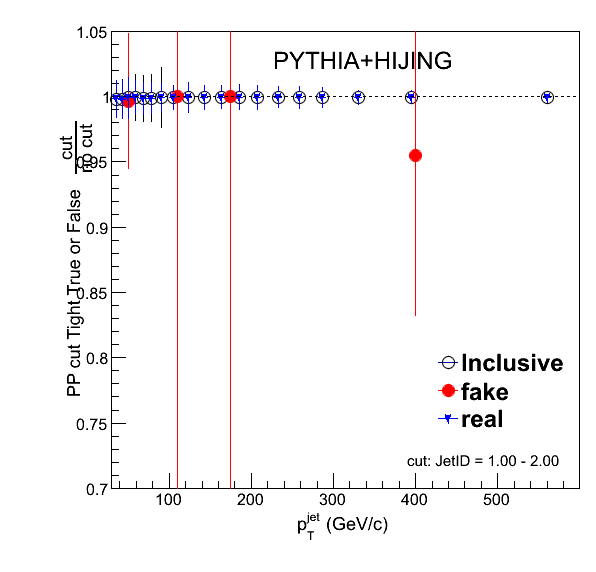 PYTHIA+HIJING
1.05
1
0.95
0.9
0.85
0.8
0.75
0.7
PP cut Tight True or False cut
no cut
Inclusive
fake
real
cut: JetID = 1.00 - 2.00
100 200 300 400 500
p_T^jet (GeV/c)